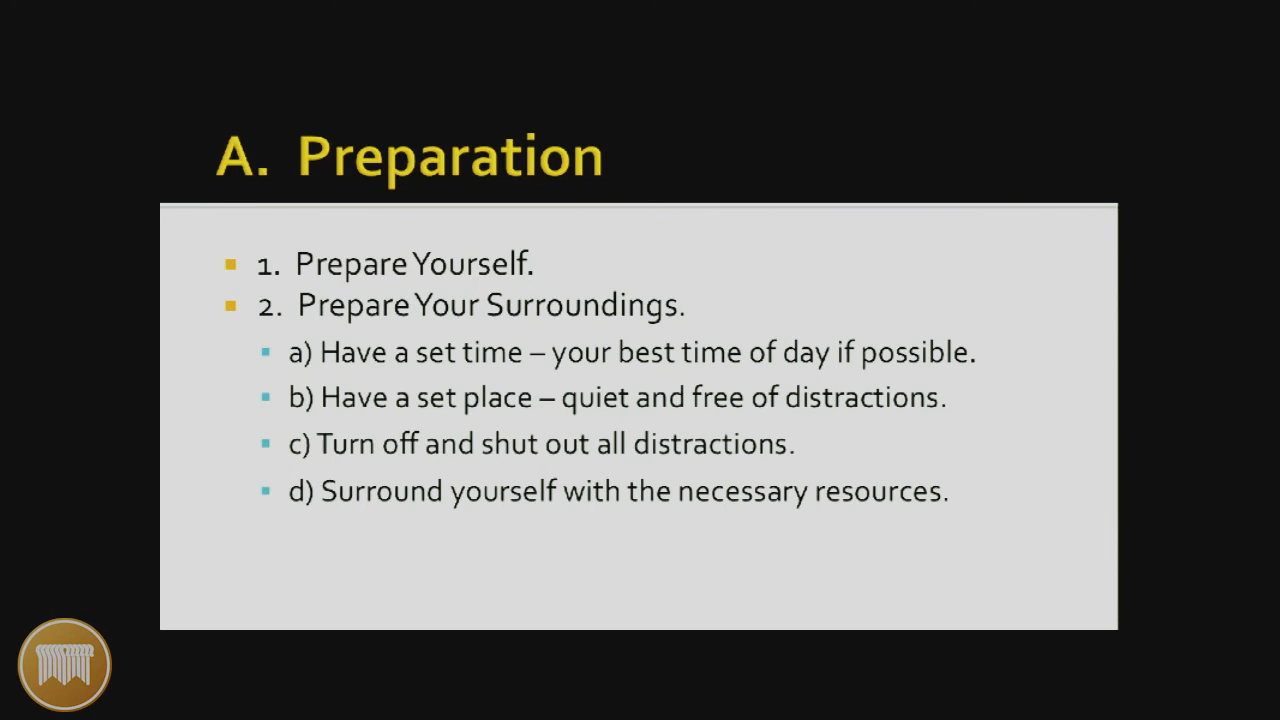 A. Preparation
1. Prepare Yourself.
2. Prepare Your Surroundings.
a) Have a set time – your best time of day if possible.
b) Have a set place – quiet and free of distractions.
c) Turn off and shut out all distractions.
d) Surround yourself with the necessary resources.